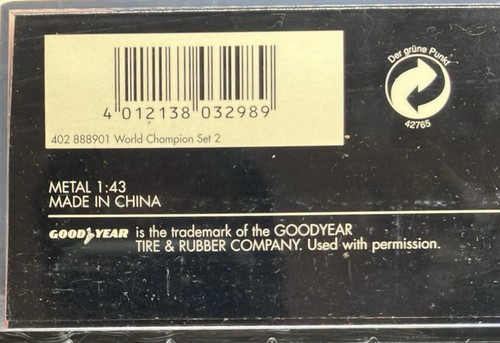 4 012138 032989
402 888901 World Champion Set 2
Der grüne Punkt
42765
METAL 1:43
MADE IN CHINA
GOODYEAR is the trademark of the GOODYEAR
TIRE & RUBBER COMPANY. Used with permission.